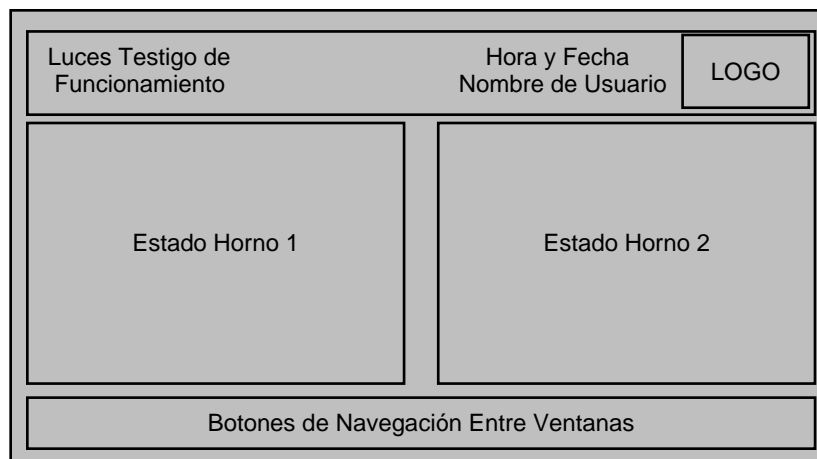 Luces Testigo de
Funcionamiento
Hora y Fecha
Nombre de Usuario
LOGO
Estado Horno 1
Estado Horno 2
Botones de Navegación Entre Ventanas